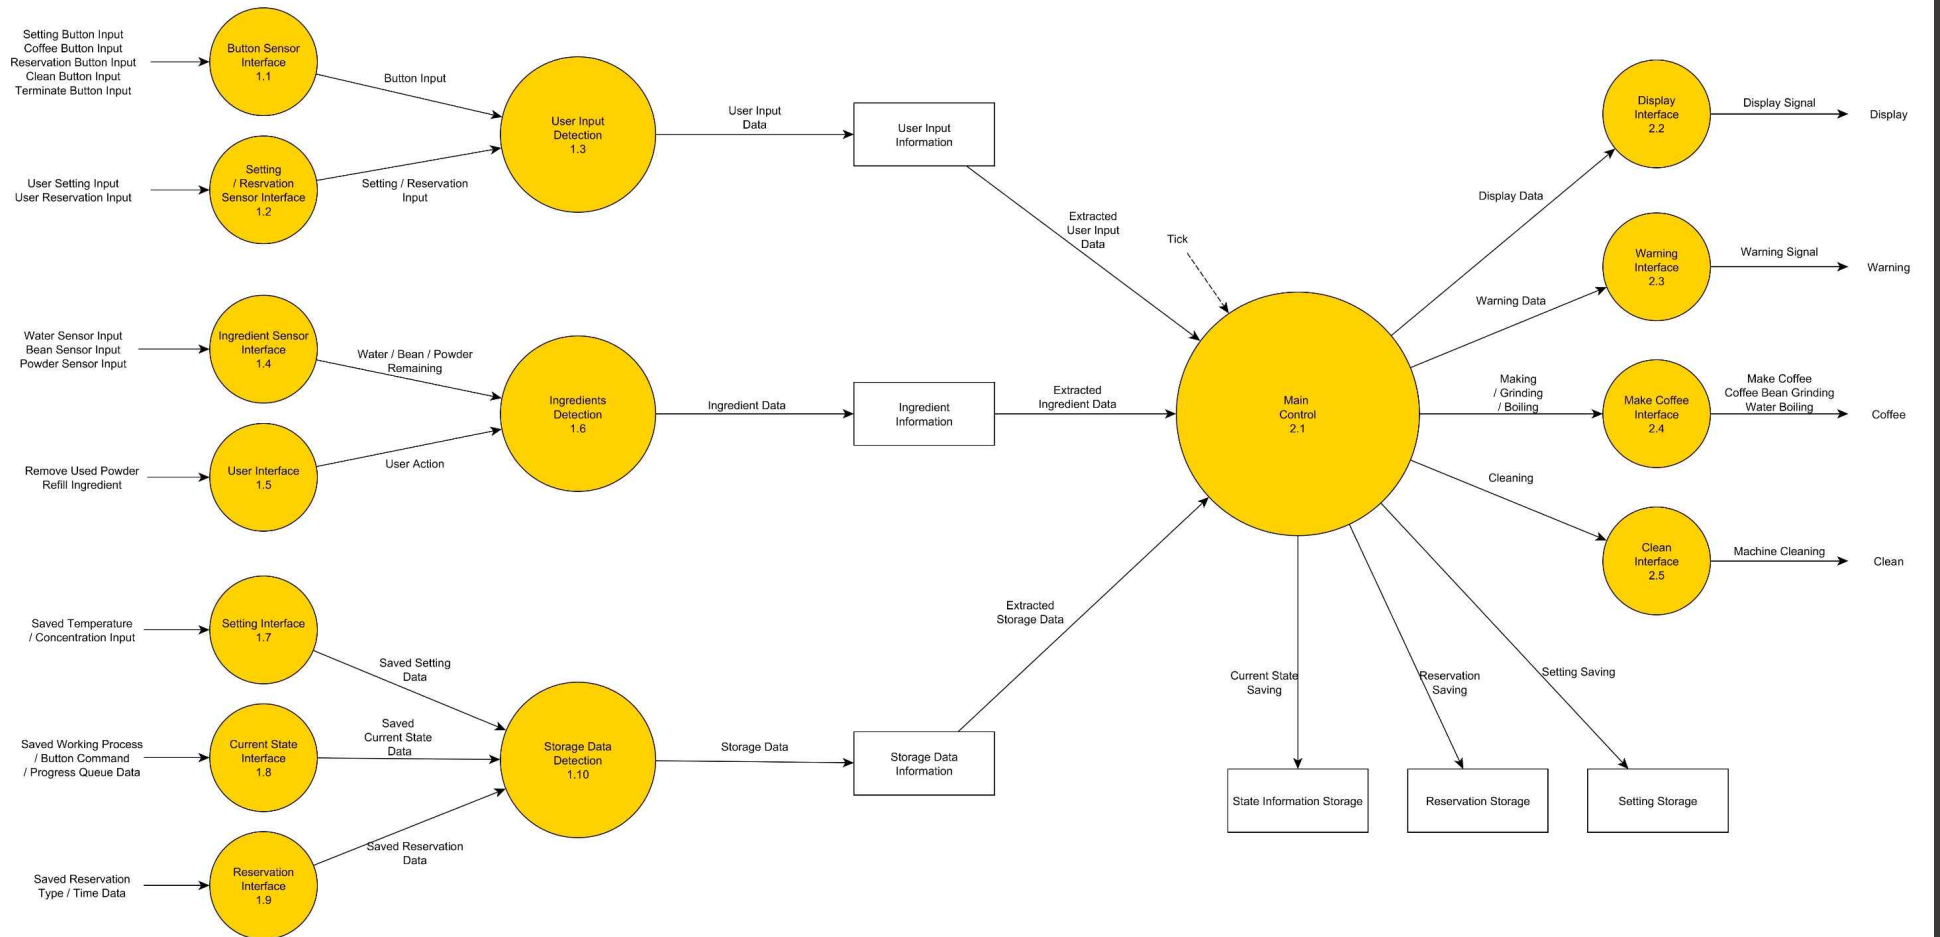 Setting Button Input
Coffee Button Input
Reservation Button Input
Clean Button Input
Terminate Button Input
Button Sensor
Interface
1.1
Button Input
User Setting Input
User Reservation Input
Setting
/ Resrvation
Sensor Interface
1.2
Setting / Reservation
Input
User Input
Detection
1.3
User Input
Data
User Input
Information
Extracted
User Input
Data
Tick
Water Sensor Input
Bean Sensor Input
Powder Sensor Input
Ingredient Sensor
Interface
1.4
Water / Bean / Powder
Remaining
Remove Used Powder
Refill Ingredient
User Interface
1.5
User Action
Ingredients
Detection
1.6
Ingredient Data
Ingredient
Information
Extracted
Ingredient Data
Saved Temperature
/ Concentration Input
Setting Interface
1.7
Saved Setting
Data
Saved Working Process
/ Button Command
/ Progress Queue Data
Current State
Interface
1.8
Saved
Current State
Data
Saved Reservation
Type / Time Data
Reservation
Interface
1.9
Saved Reservation
Data
Storage Data
Detection
1.10
Storage Data
Storage Data
Information
Extracted
Storage Data
Main
Control
2.1
Display Data
Display
Interface
2.2
Display Signal
Display
Warning Data
Warning
Interface
2.3
Warning Signal
Warning
Making
/ Grinding
/ Boiling
Make Coffee
Interface
2.4
Make Coffee
Coffee Bean Grinding
Water Boiling
Coffee
Cleaning
Clean
Interface
2.5
Machine Cleaning
Clean
Current State
Saving
Reservation
Saving
Setting Saving
State Information Storage
Reservation Storage
Setting Storage